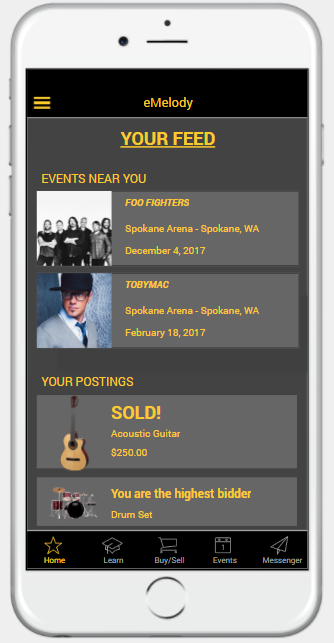 eMelody
YOUR FEED
EVENTS NEAR YOU
FOO FIGHTERS
Spokane Arena - Spokane, WA
December 4, 2017
TOBYMAC
Spokane Arena - Spokane, WA
February 18, 2017
YOUR POSTINGS
SOLD!
Acoustic Guitar
$250.00
You are the highest bidder
Drum Set
1
Home Learn Buy/Sell Events Messenger